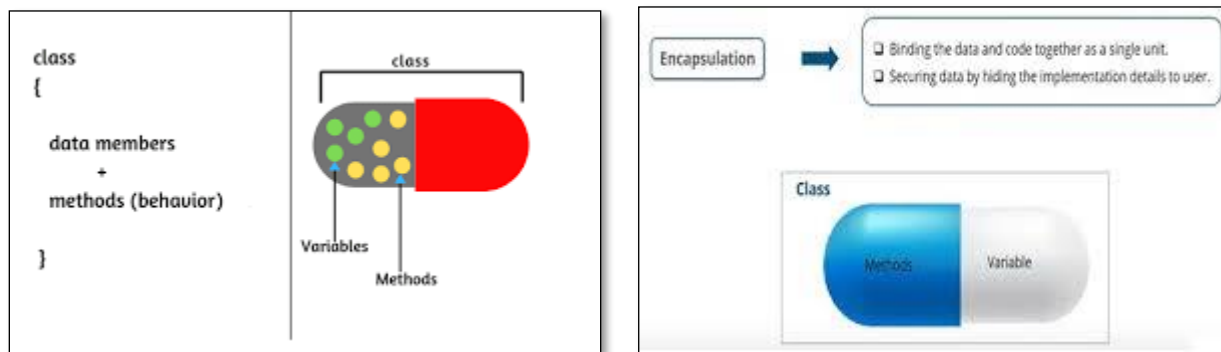 class
{
data members
+
methods (behavior)
}
class
Variables
Methods
Encapsulation
❑ Binding the data and code together as a single unit.
❑ Securing data by hiding the implementation details to user.
Class
Methods
Variable